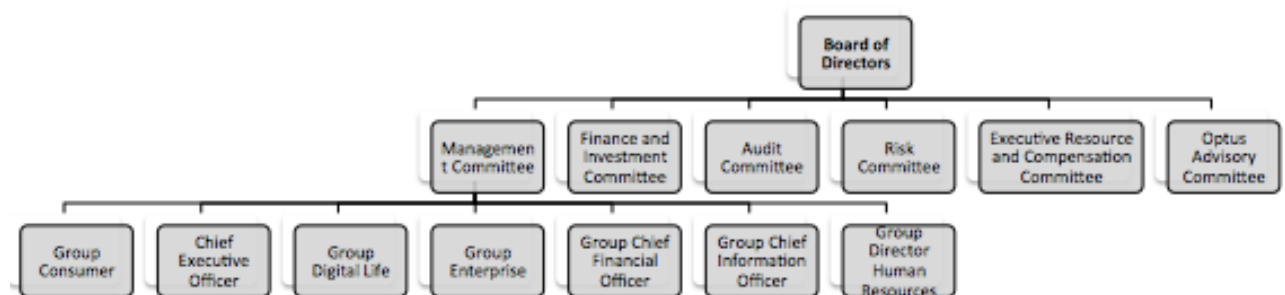 Board of
Directors
Managemen
t Committee
Finance and
Investment
Committee
Audit
Committee
Risk
Committee
Executive Resource
and Compensation
Committee
Optus
Advisory
Committee
Group
Consumer
Chief
Executive
Officer
Group
Digital Life
Group
Enterprise
Group Chief
Financial
Officer
Group Chief
Information
Officer
Group
Director
Human
Resources